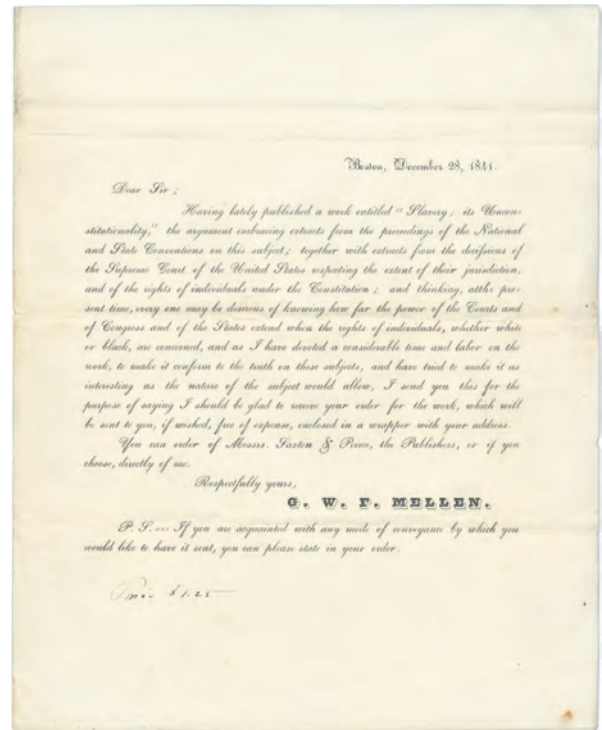 Boston, December 28, 1841.
Dear Sir;
Having lately published a work entitled "Slavery; its Uncon-
stitutionality," the argument embracing extracts from the proceedings of the National
and State Conventions on this subject; together with extracts from the decisions of
the Supreme Court of the United States respecting the extent of their jurisdiction,
and of the rights of individuals under the Constitution; and thinking, atthe pre-
sent time, every one may be desirous of knowing how far the power of the Courts and
of Congress and of the States extend when the rights of individuals, whether white
or black, are concerned, and as I have devoted a considerable time and labor on the
work, to make it conform to the truth on these subjects, and have tried to make it as
interesting as the nature of the subject would allow, I send you this for the
purpose of saying I should be glad to receive your order for the work, which will
be sent to you, if wished, free of expense, enclosed in a wrapper with your address.
You can order of Messrs. Saxton & Peirce, the Publishers, or if you
choose, directly of me.
Respectfully yours,
G. W. F. MELLEN.
P. S. If you are acquainted with any mode of conveyance by which you
would like to have it sent, you can please state in your order.
Price $1.25